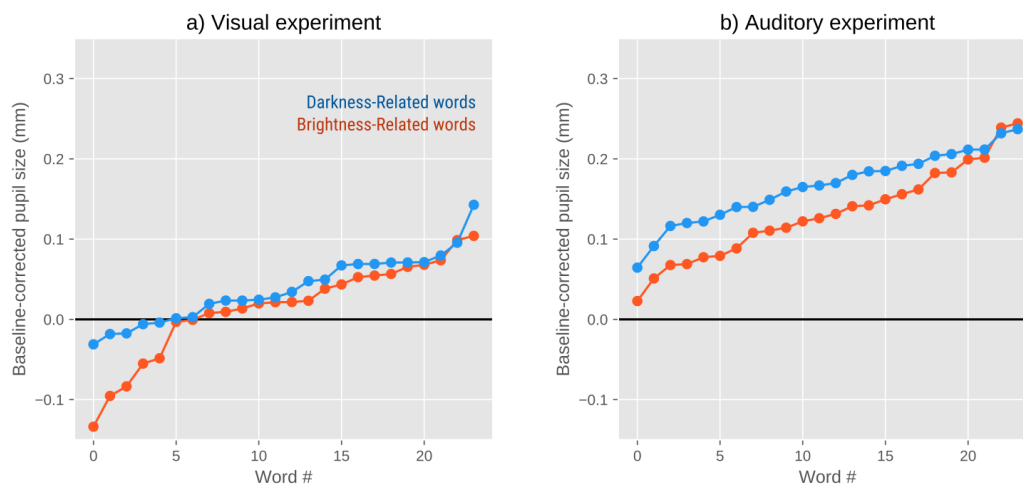 a) Visual experiment
Baseline-corrected pupil size (mm)
0.3
0.2
0.1
0.0
−0.1
Darkness-Related words
Brightness-Related words
0 5 10 15 20
Word #
b) Auditory experiment
Baseline-corrected pupil size (mm)
0.3
0.2
0.1
0.0
−0.1
0 5 10 15 20
Word #